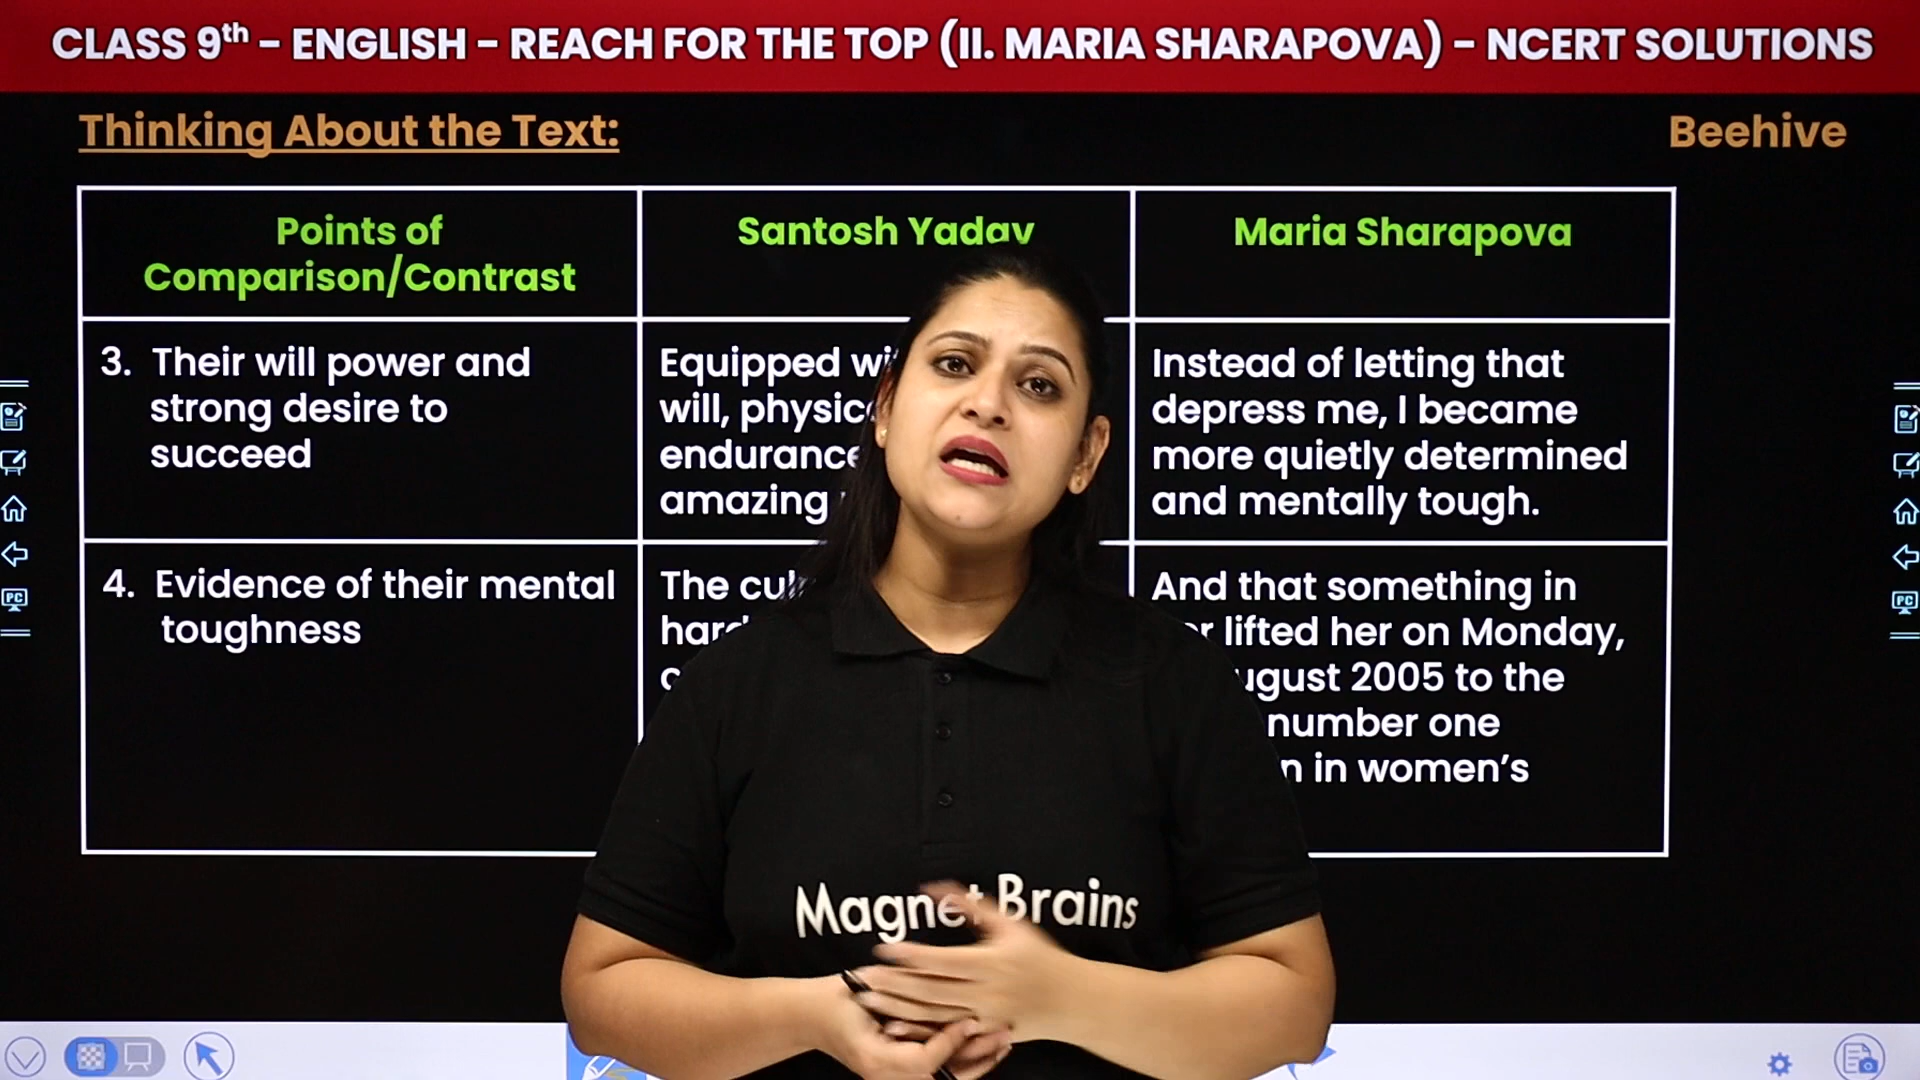 CLASS 9th – ENGLISH – REACH FOR THE TOP (II. MARIA SHARAPOVA) – NCERT SOLUTIONS
Thinking About the Text:
Beehive
Points of
Comparison/Contrast
Santosh Yadav
Maria Sharapova
3. Their will power and
strong desire to
succeed
Equipped
will,
endurance
amazing
Instead of letting that
depress me, I became
more quietly determined
and mentally tough.
4. Evidence of their mental
toughness
The
And that something in
lifted her on Monday,
2005 to the
number one
in women's
Magnet Brains
PC
PC